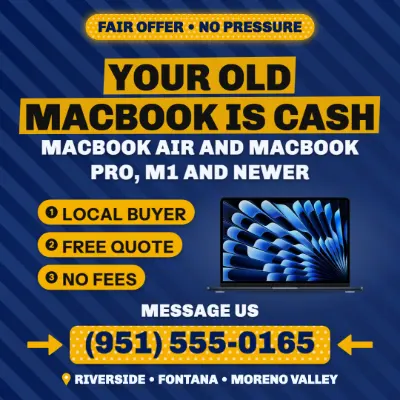 FAIR OFFER • NO PRESSURE
YOUR OLD
MACBOOK IS CASH
MACBOOK AIR AND MACBOOK
PRO, M1 AND NEWER
1 LOCAL BUYER
2 FREE QUOTE
3 NO FEES
MESSAGE US
(951) 555-0165
RIVERSIDE • FONTANA • MORENO VALLEY